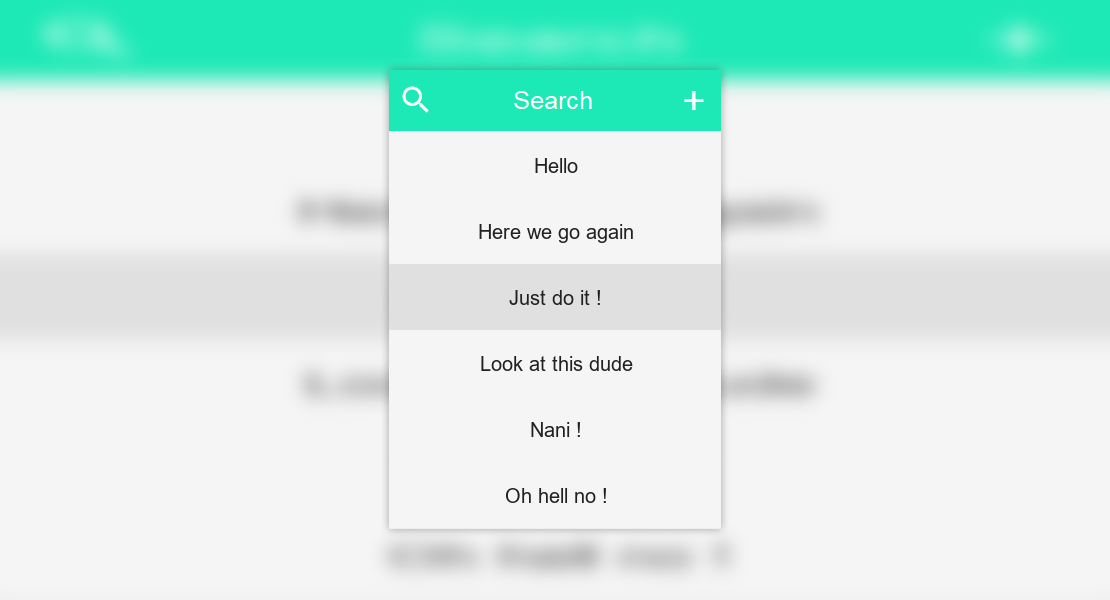 Search
Hello
Here we go again
Just do it !
Look at this dude
Nani !
Oh hell no !